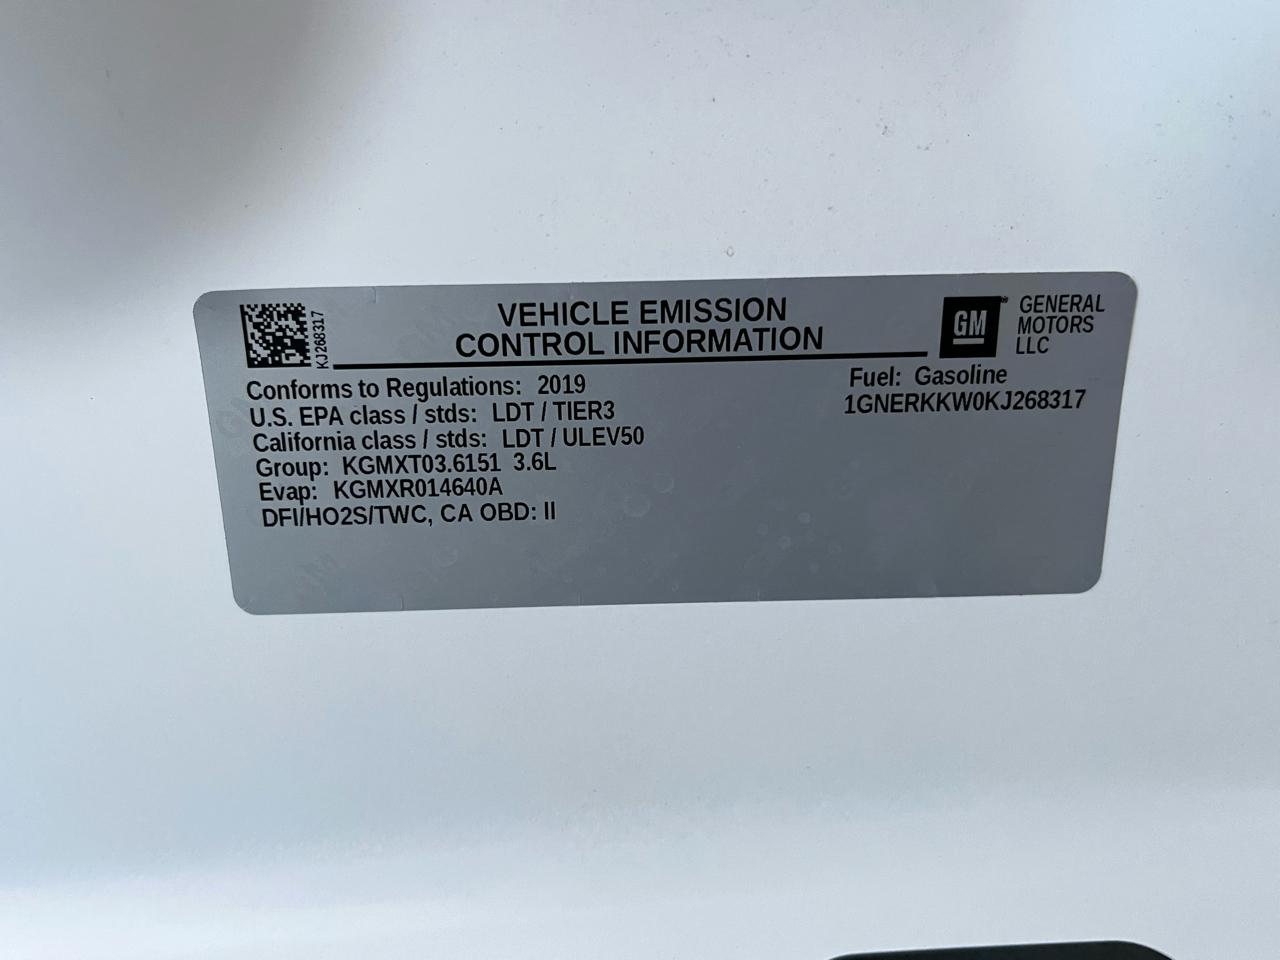 VEHICLE EMISSION
CONTROL INFORMATION
KJ268317
GM
GENERAL
MOTORS
LLC
Conforms to Regulations: 2019
U.S. EPA class / stds: LDT / TIER3
California class / stds: LDT / ULEV50
Group: KGMXT03.6151 3.6L
Evap: KGMXR014640A
DFI/HO2S/TWC, CA OBD: II
Fuel: Gasoline
1GNERKKW0KJ268317